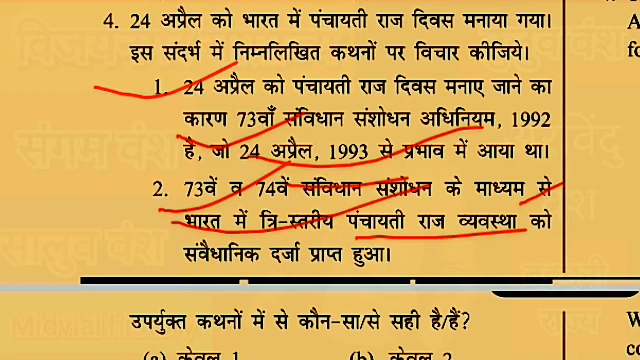 4. 24 अप्रैल को भारत में पंचायती राज दिवस मनाया गया।
इस संदर्भ में निम्नलिखित कथनों पर विचार कीजिये।
1. 24 अप्रैल को पंचायती राज दिवस मनाए जाने का
कारण 73वाँ संविधान संशोधन अधिनियम, 1992
है, जो 24 अप्रैल, 1993 से प्रभाव में आया था।
2. 73वें व 74वें संविधान संशोधन के माध्यम से
भारत में त्रि-स्तरीय पंचायती राज व्यवस्था को
संवैधानिक दर्जा प्राप्त हुआ।
उपर्युक्त कथनों में से कौन-सा/से सही है/हैं?
(a) केवल 1 (b) केवल 2